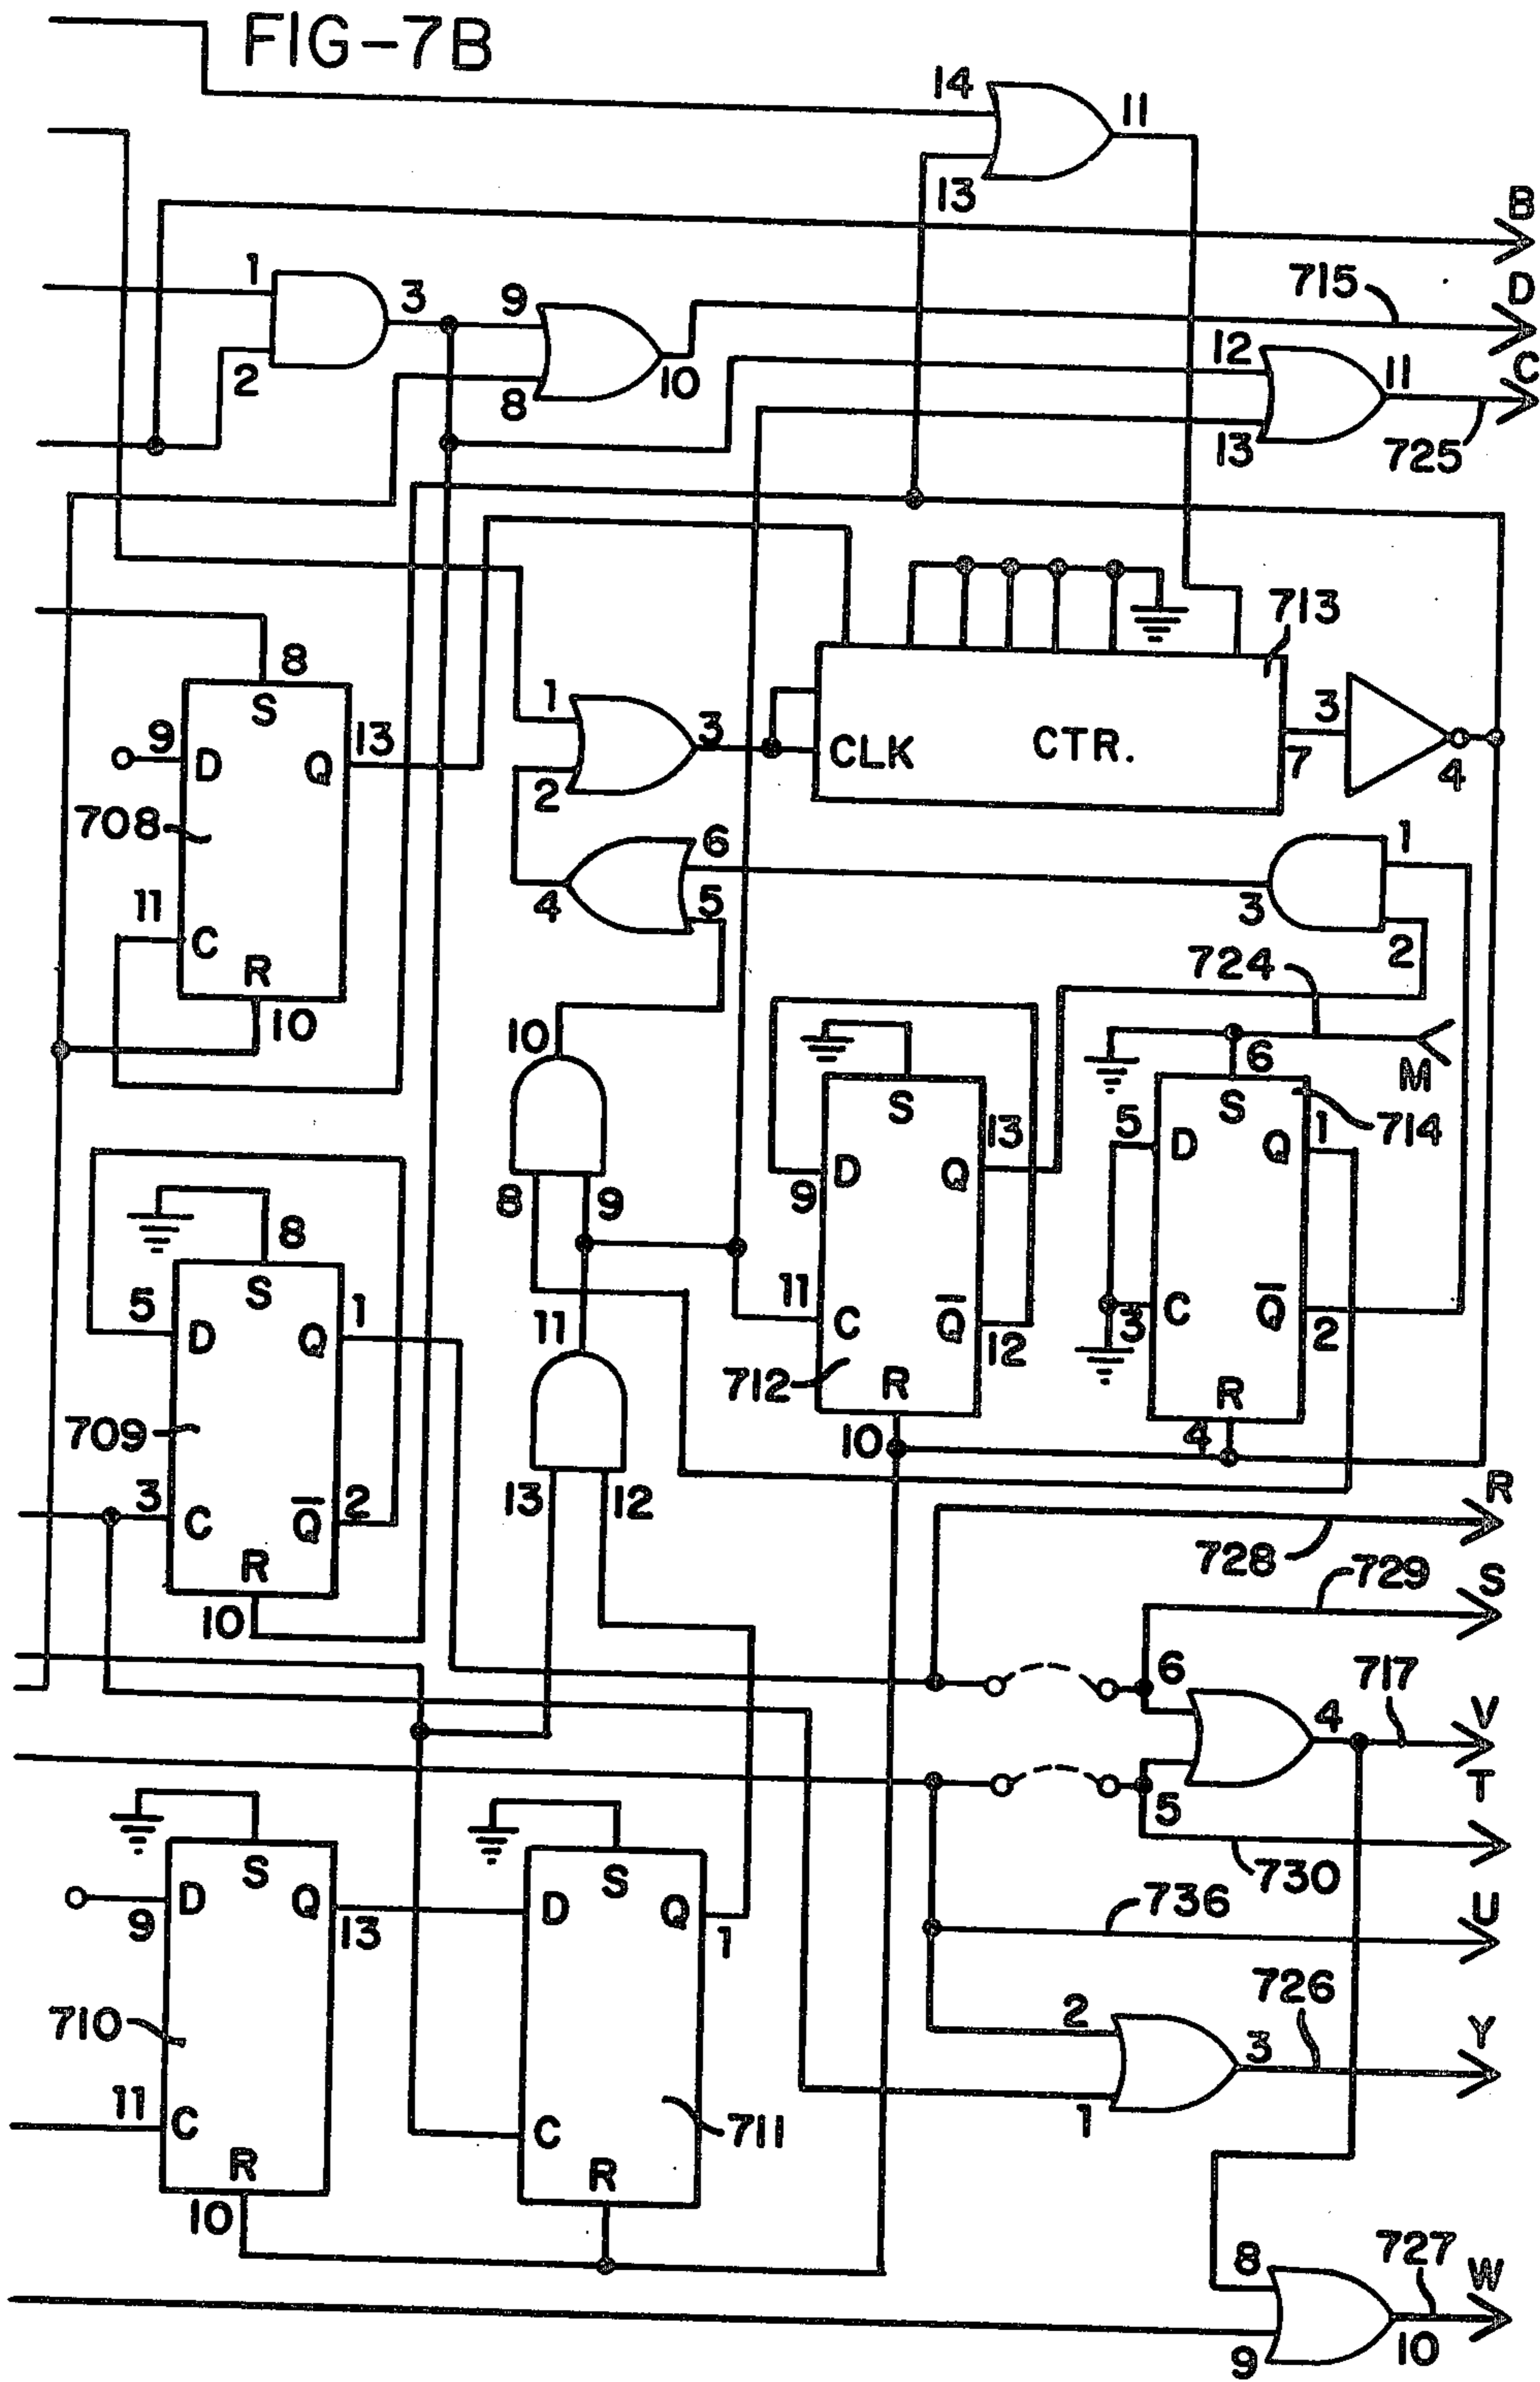 FIG-7B
14
11
13
B
1
3
9
715
D
2
8
10
12
11
C
13
725
713
8
S
9
D
Q
13
1
3
2
CLK
CTR.
3
7
4
708
6
1
11
C
4
5
3
2
R
10
724
10
6
M
S
13
S
1
714
5
D
Q
D
Q
8
9
9
8
S
5
1
D
Q
11
11
C
Q̅
12
3
C
Q̅
2
712
R
R
709
10
4
3
C
Q̅
2
13
12
R
R
728
729
S
10
6
717
4
V
T
5
S
S
730
D
Q
D
Q
9
13
1
736
U
710
2
726
3
Y
11
C
C
711
1
R
R
10
8
727
W
9
10